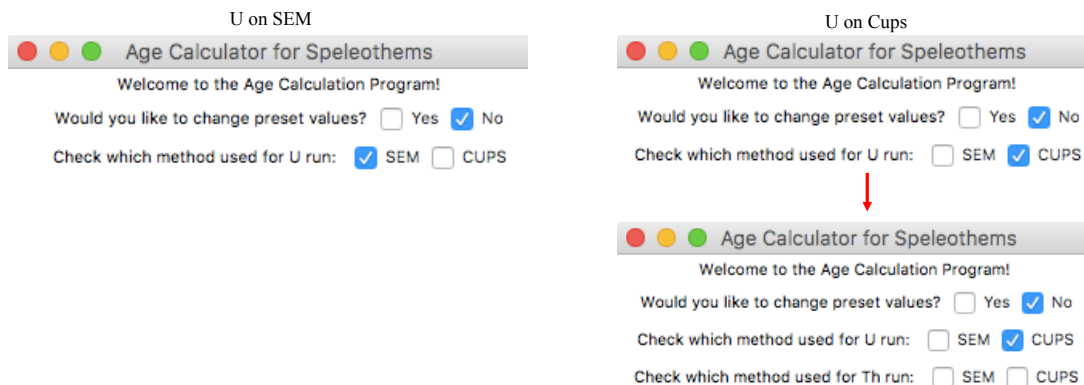 U on SEM
Age Calculator for Speleothems
Welcome to the Age Calculation Program!
Would you like to change preset values? Yes No
Check which method used for U run: SEM CUPS
U on Cups
Age Calculator for Speleothems
Welcome to the Age Calculation Program!
Would you like to change preset values? Yes No
Check which method used for U run: SEM CUPS
Age Calculator for Speleothems
Welcome to the Age Calculation Program!
Would you like to change preset values? Yes No
Check which method used for U run: SEM CUPS
Check which method used for Th run: SEM CUPS